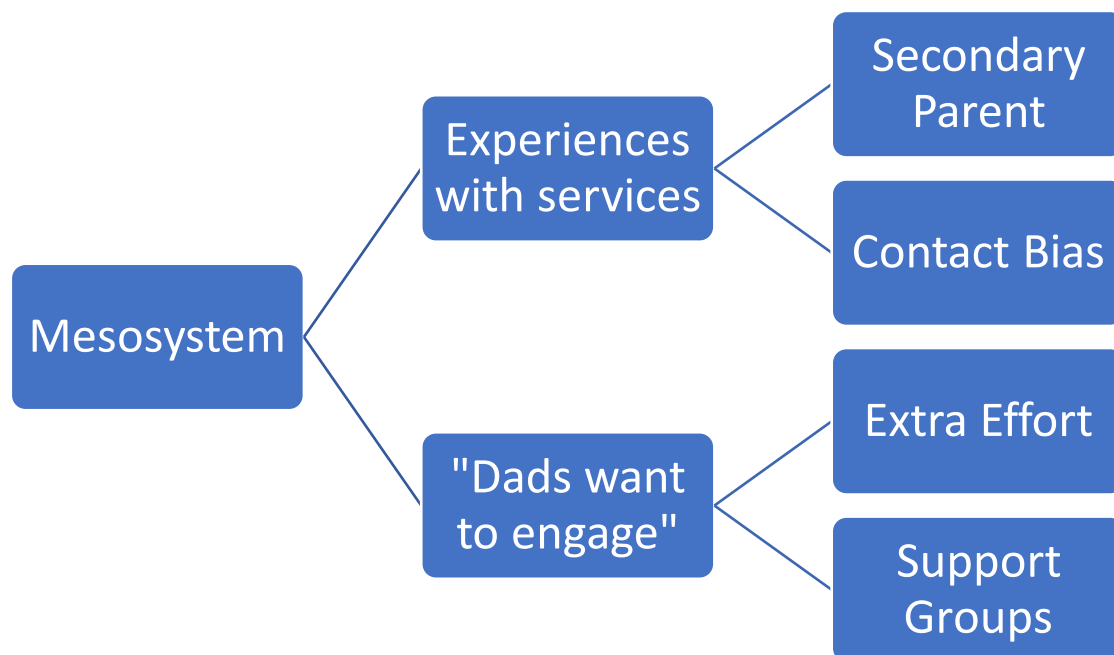 Mesosystem
Experiences
with services
"Dads want
to engage"
Secondary
Parent
Contact Bias
Extra Effort
Support
Groups